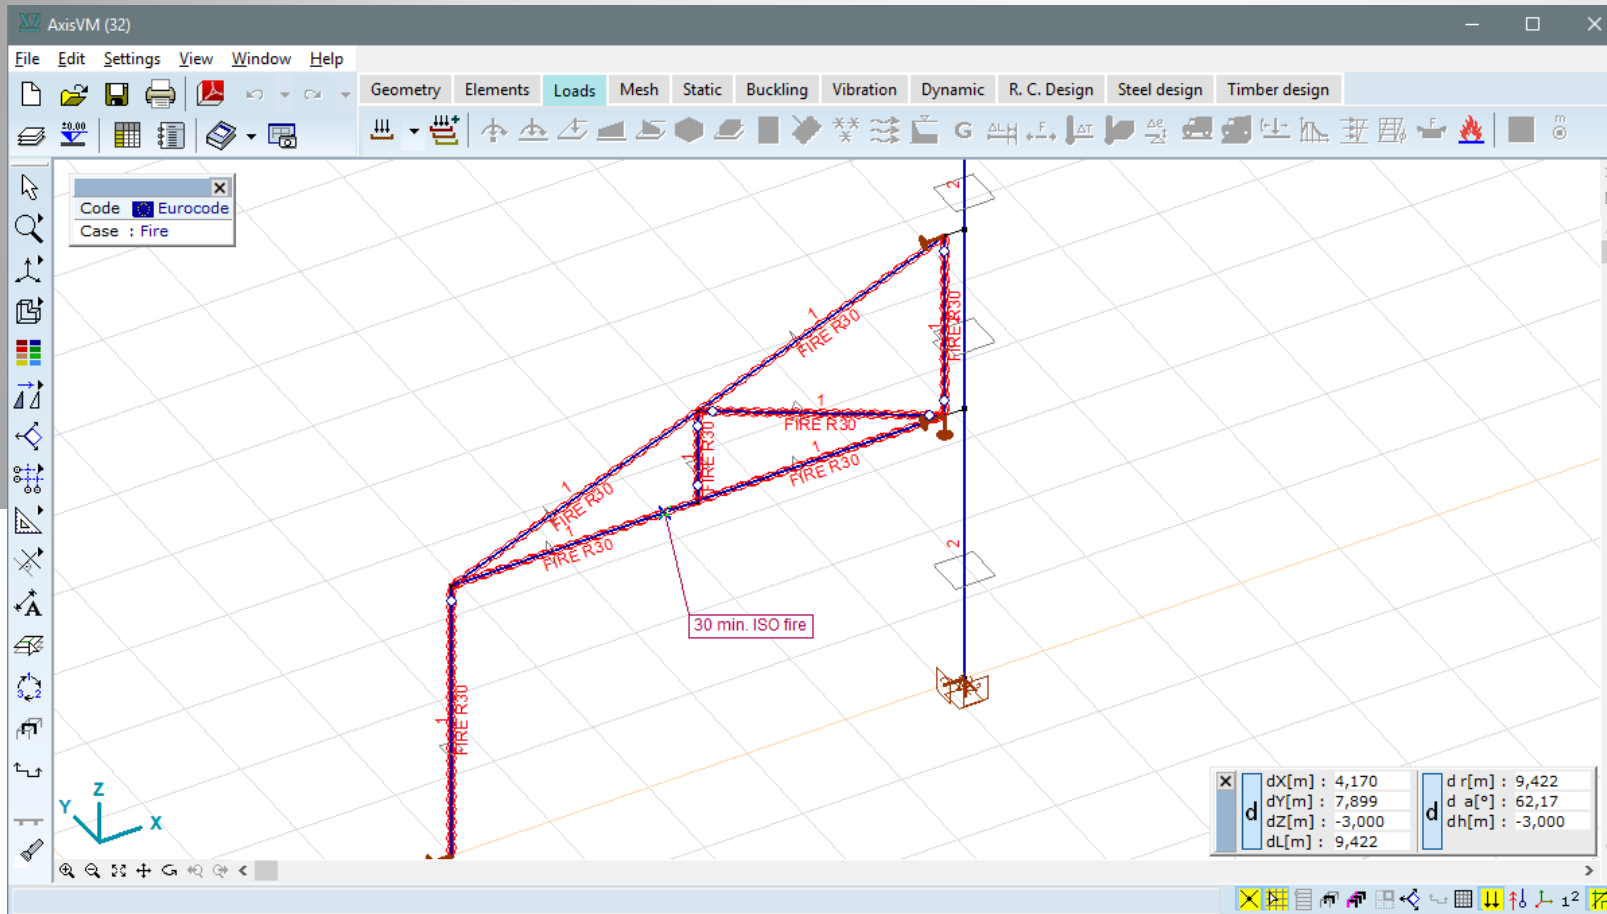 AxisVM (32)
File Edit Settings View Window Help
Geometry Elements Loads Mesh Static Buckling Vibration Dynamic R. C. Design Steel design Timber design
Code Eurocode
Case : Fire
2
1
FIRE R30
1
FIRE R30
1
FIRE R30
1
FIRE R30
1
FIRE R30
1
FIRE R30
1
FIRE R30
2
30 min. ISO fire
1
FIRE R30
Z
Y
X
dX[m] : 4,170
dY[m] : 7,899
dZ[m] : -3,000
dL[m] : 9,422
d r[m] : 9,422
d a[°] : 62,17
dh[m] : -3,000
d
d